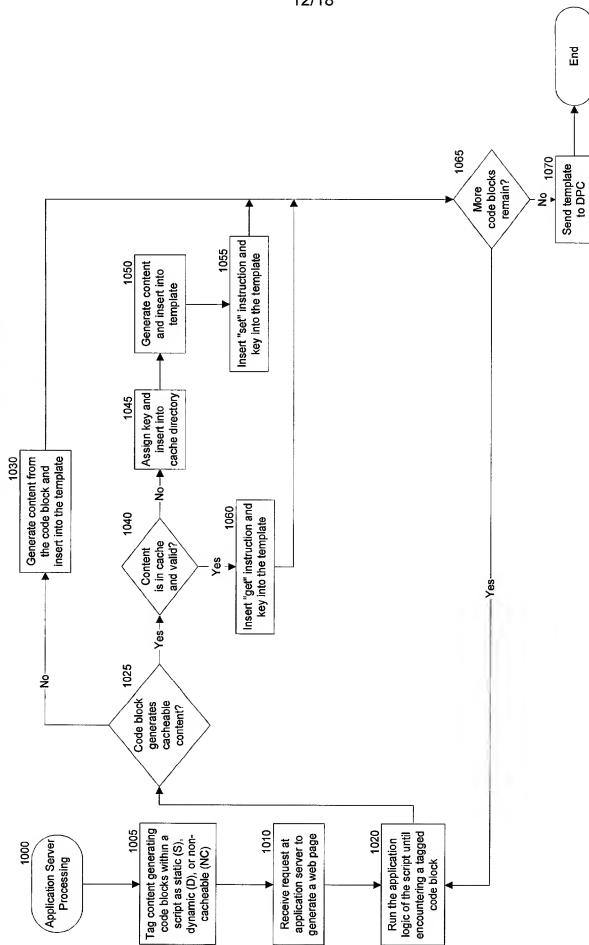 12/18
1000
Application Server
Processing
1005
Tag content generating
code blocks within a
script as static (S),
dynamic (D), or non-
cacheable (NC)
1010
Receive request at
application server to
generate a web page
1020
Run the application
logic of the script until
encountering a tagged
code block
1025
Code block
generates
cacheable
content?
No
Yes
1030
Generate content from
the code block and
insert into the template
1040
Content
is in cache
and valid?
No
Yes
1045
Assign key and
insert into
cache directory
1050
Generate content
and insert into
template
1055
Insert "set" instruction and
key into the template
1060
Insert "get" instruction and
key into the template
1065
More
code blocks
remain?
Yes
No
1070
Send template
to DPC
End